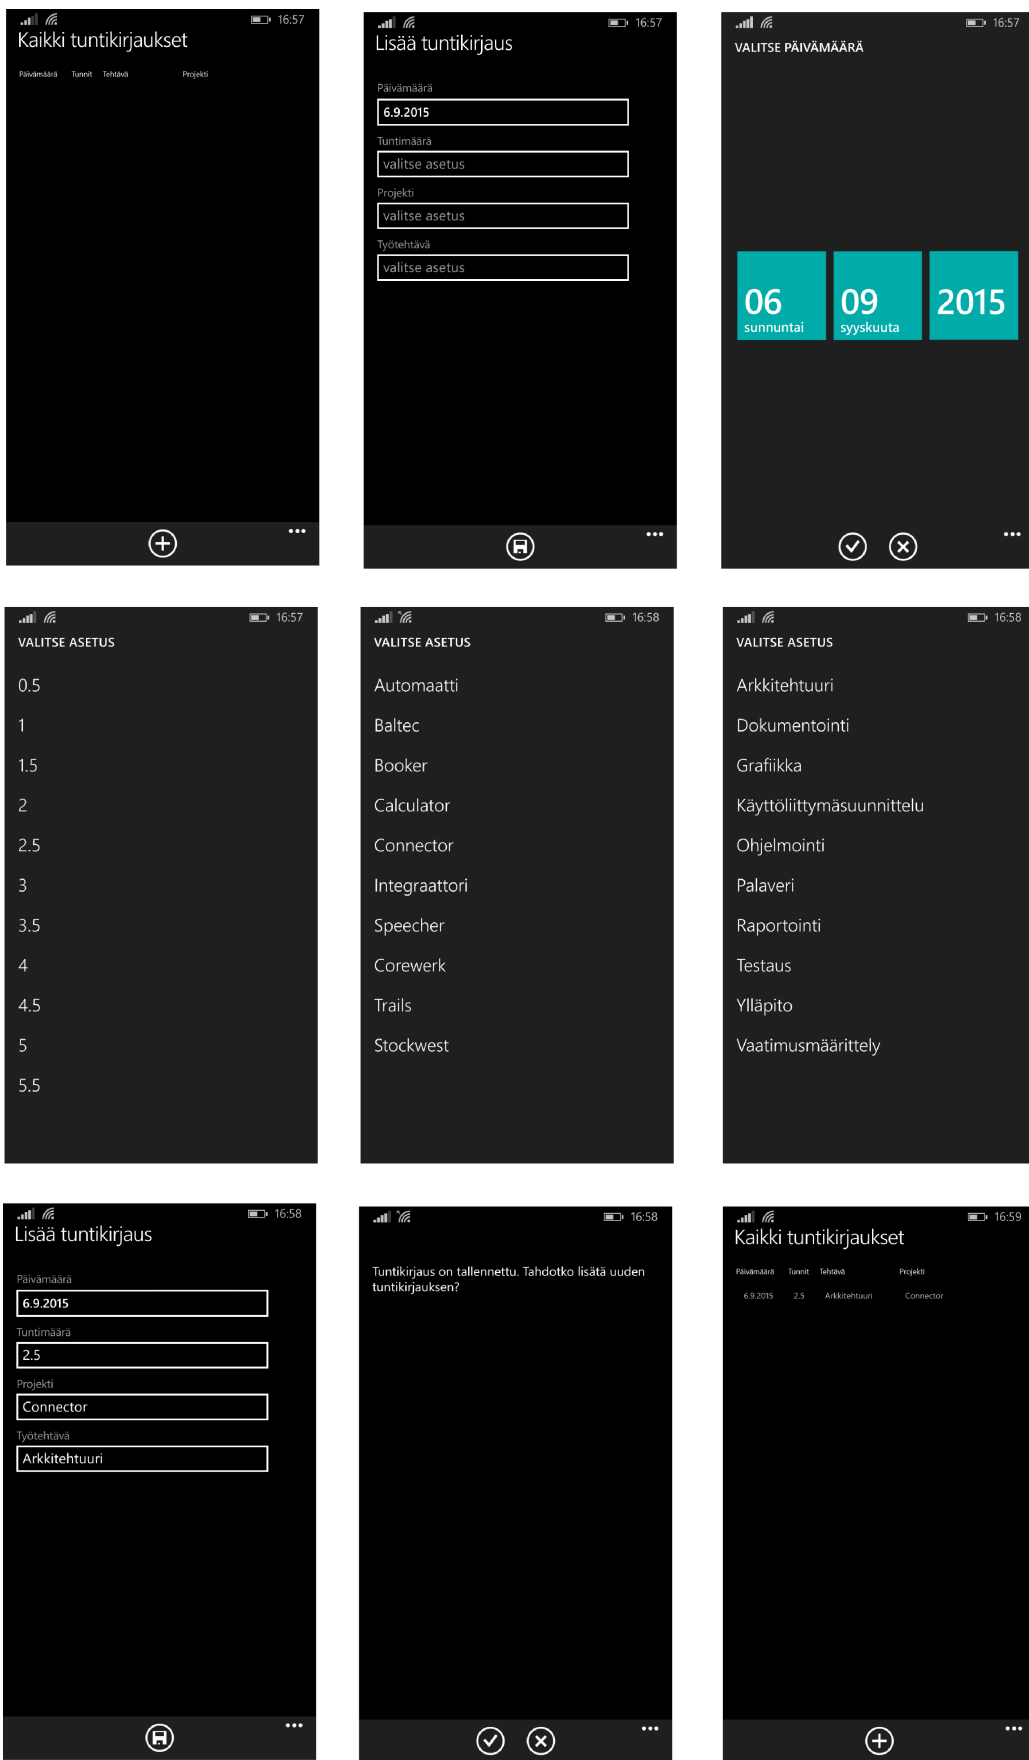 16:57
Kaikki tuntikirjaukset
Päivämäärä Tunnit Tehtävä Projekti
16:57
Lisää tuntikirjaus
Päivämäärä
6.9.2015
Tuntimäärä
valitse asetus
Projekti
valitse asetus
Työtehtävä
valitse asetus
16:57
VALITSE PÄIVÄMÄÄRÄ
06
sunnuntai
09
syyskuuta
2015
16:57
VALITSE ASETUS
0.5
1
1.5
2
2.5
3
3.5
4
4.5
5
5.5
16:58
VALITSE ASETUS
Automaatti
Baltec
Booker
Calculator
Connector
Integraattori
Speecher
Corewerk
Trails
Stockwest
16:58
VALITSE ASETUS
Arkkitehtuuri
Dokumentointi
Grafiikka
Käyttöliittymäsuunnittelu
Ohjelmointi
Palaveri
Raportointi
Testaus
Ylläpito
Vaatimusmäärittely
16:58
Lisää tuntikirjaus
Päivämäärä
6.9.2015
Tuntimäärä
2.5
Projekti
Connector
Työtehtävä
Arkkitehtuuri
16:58
Tuntikirjaus on tallennettu. Tahdotko lisätä uuden
tuntikirjauksen?
16:59
Kaikki tuntikirjaukset
Päivämäärä Tunnit Tehtävä Projekti
6.9.2015 2.5 Arkkitehtuuri Connector